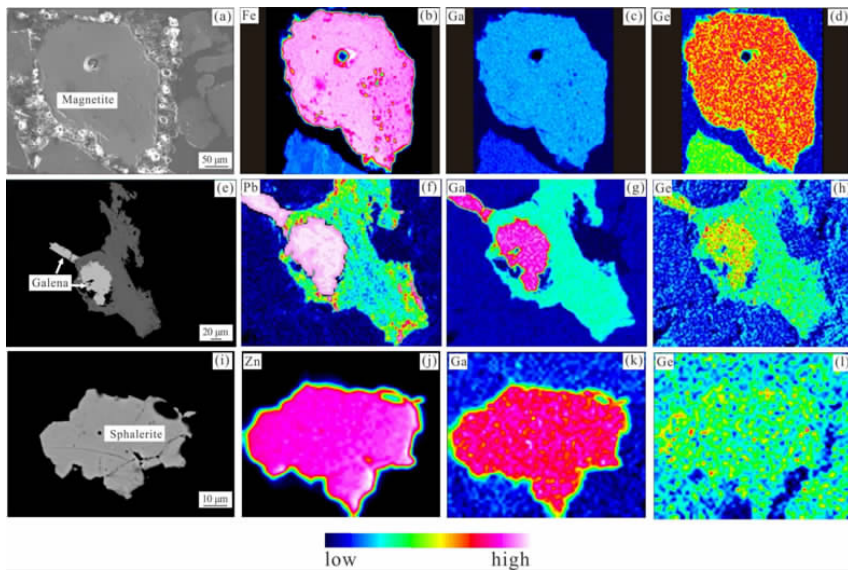 (a)
Magnetite
50 μm
Fe
(b)
Ga
(c)
Ge
(d)
(e)
Galena
20 μm
Pb
(f)
Ga
(g)
Ge
(h)
(i)
Sphalerite
10 μm
Zn
(j)
Ga
(k)
Ge
(l)
low high